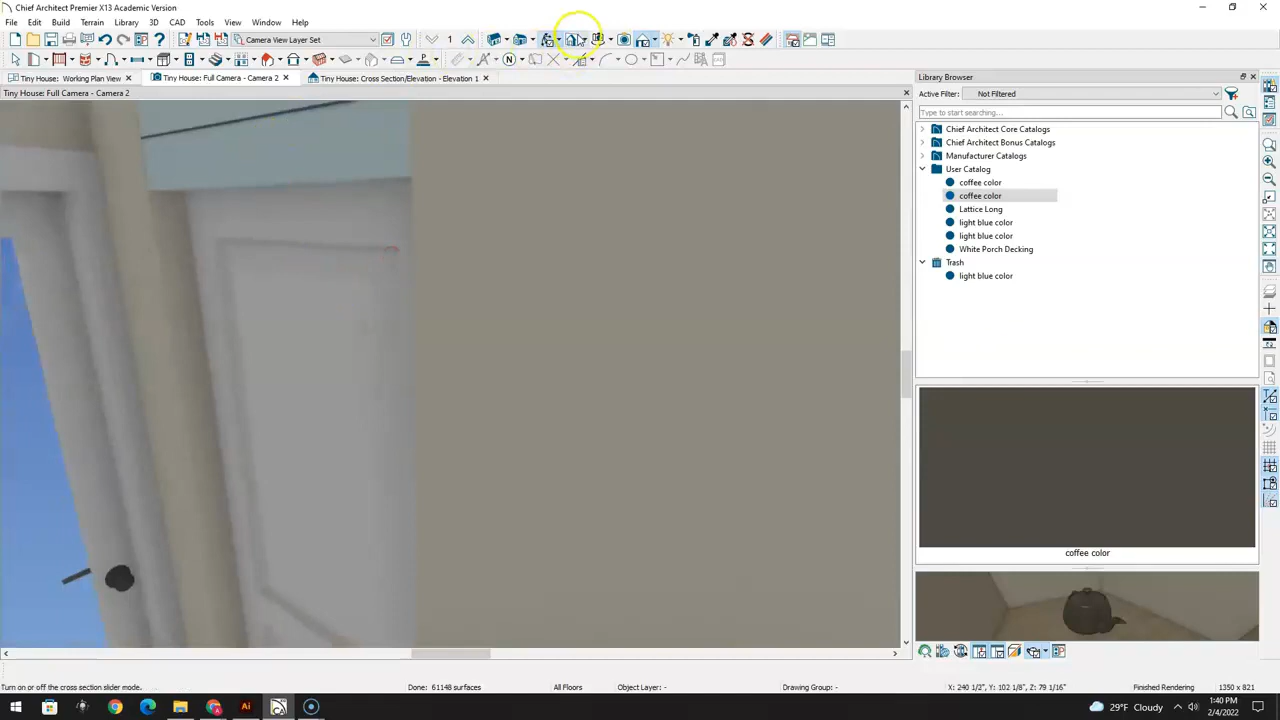 Chief Architect Premier X13 Academic Version
File Edit Build Terrain Library 3D CAD Tools View Window Help
Camera View Layer Set
1
Tiny House: Working Plan View
Tiny House: Full Camera - Camera 2
Tiny House: Cross Section/Elevation - Elevation 1
Tiny House: Full Camera - Camera 2
Library Browser
Active Filter: Not Filtered
Type to start searching...
Chief Architect Core Catalogs
Chief Architect Bonus Catalogs
Manufacturer Catalogs
User Catalog
coffee color
coffee color
Lattice Long
light blue color
light blue color
White Porch Decking
Trash
light blue color
coffee color
Turn on or off the cross section slider mode.
Done: 61148 surfaces
All Floors
Object Layer: -
Drawing Group: -
X: 240 1/2", Y: 102 1/8", Z: 79 1/16"
Finished Rendering
1350 x 821
29°F Cloudy
1:40 PM
2/4/2022